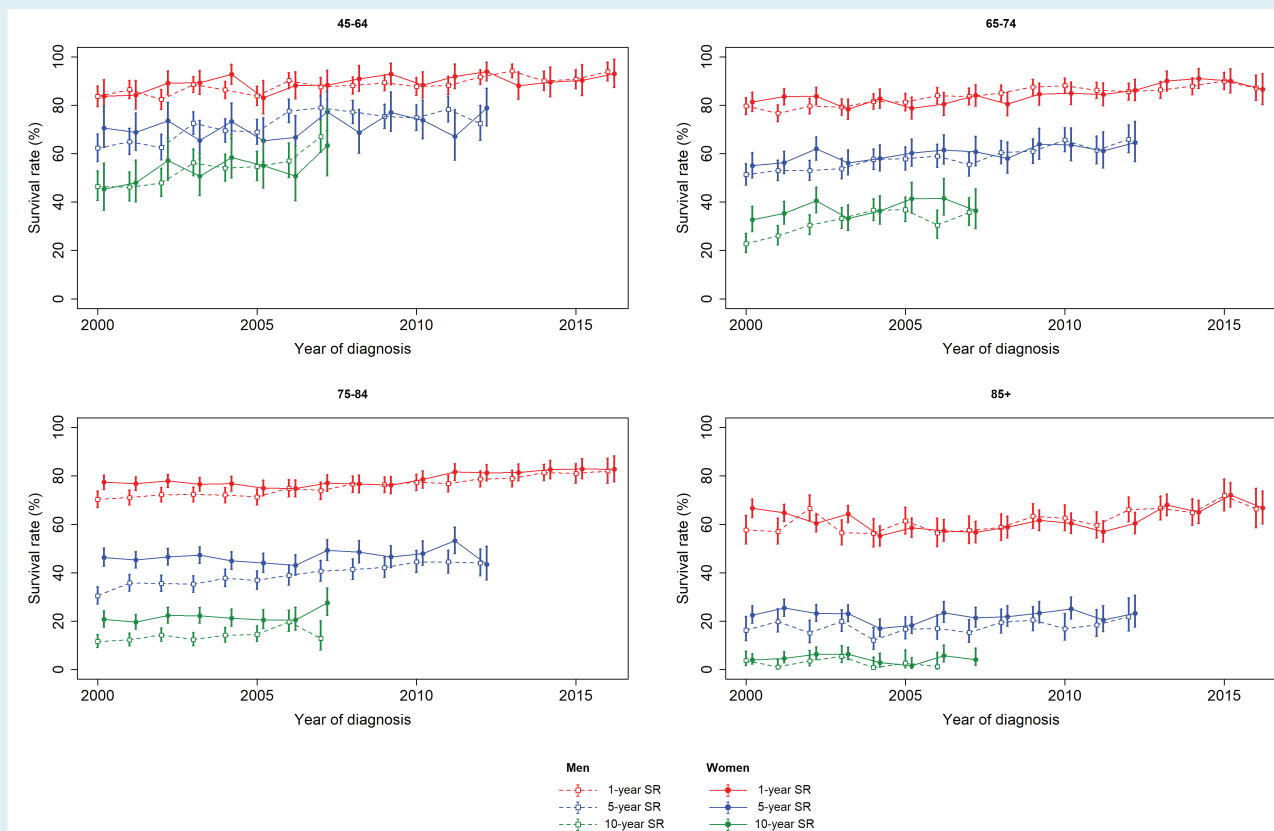 45-64
Survival rate (%)
100
80
60
40
20
0
2000 2005 2010 2015
Year of diagnosis
65-74
Survival rate (%)
100
80
60
40
20
0
2000 2005 2010 2015
Year of diagnosis
75-84
Survival rate (%)
100
80
60
40
20
0
2000 2005 2010 2015
Year of diagnosis
85+
Survival rate (%)
100
80
60
40
20
0
2000 2005 2010 2015
Year of diagnosis
Men Women
1-year SR 1-year SR
5-year SR 5-year SR
10-year SR 10-year SR